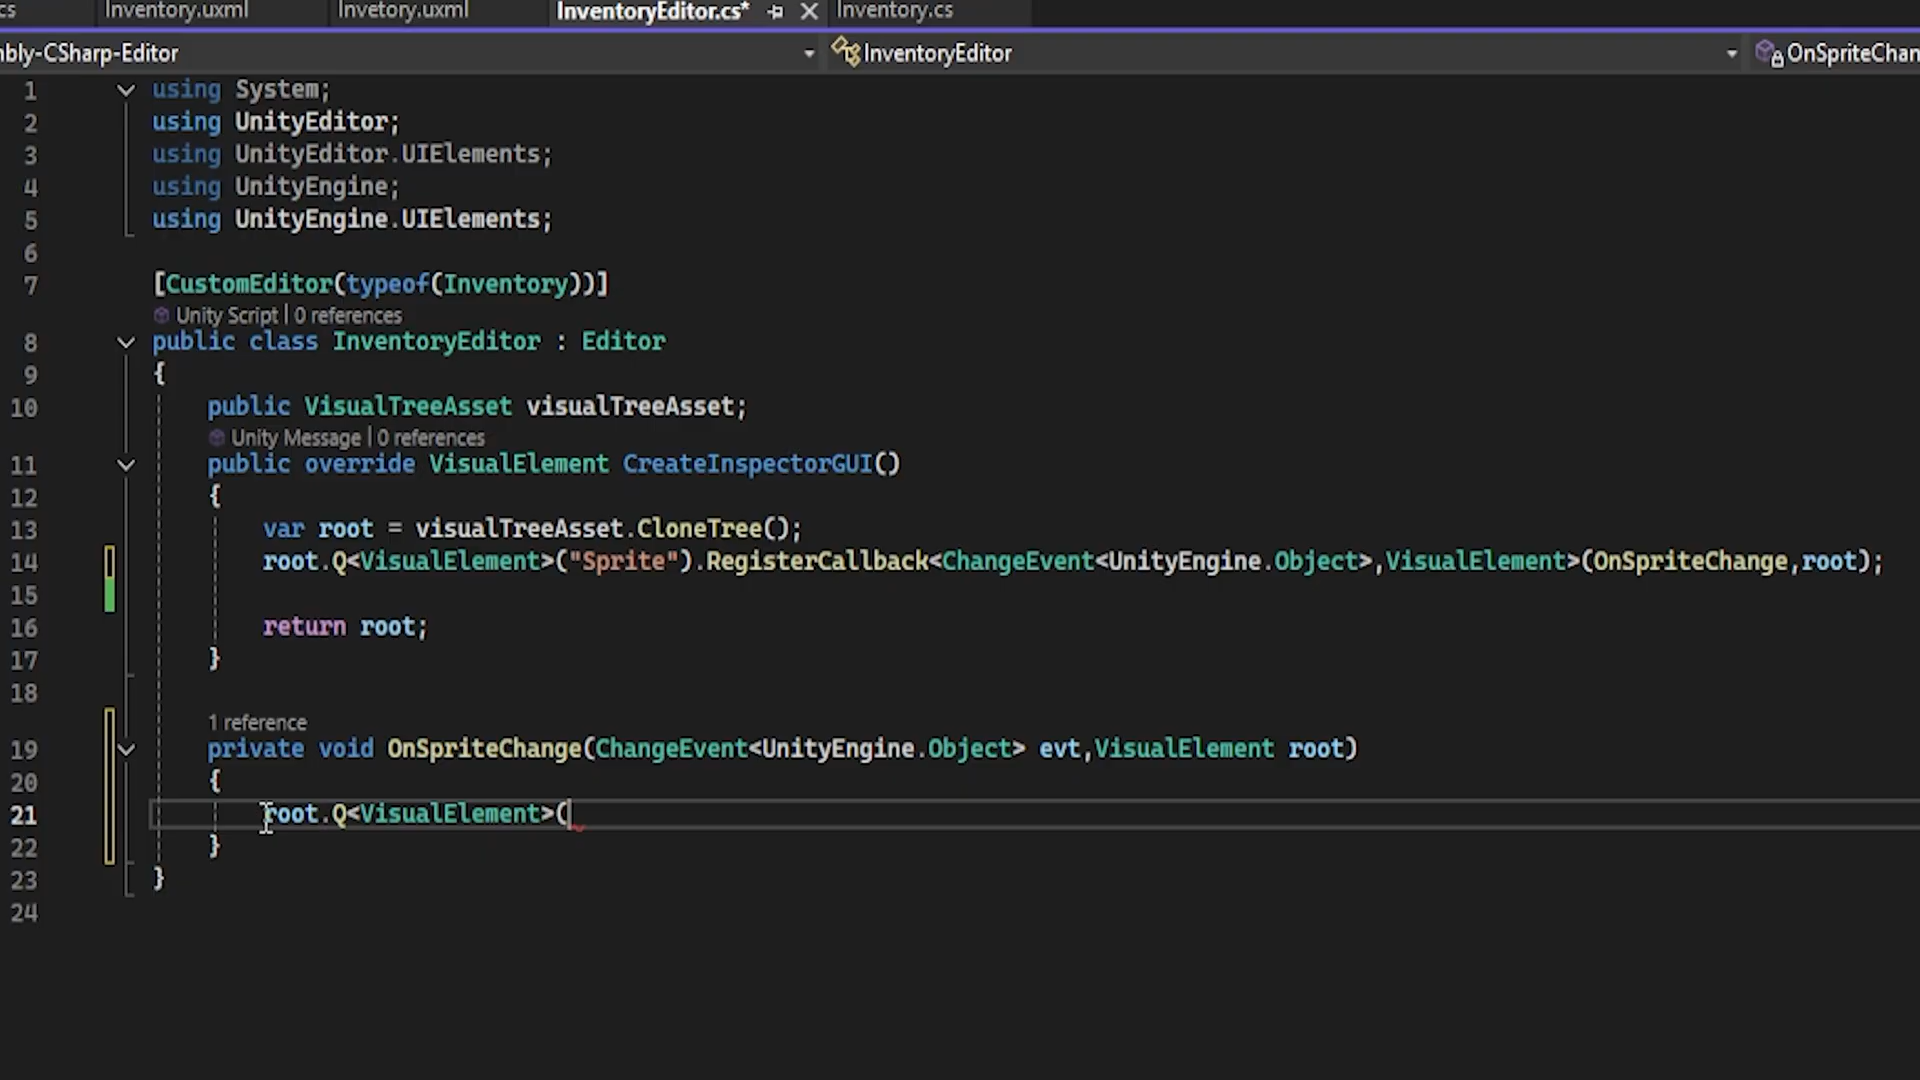 cs Inventory.uxml Invetory.uxml InventoryEditor.cs* Inventory.cs
mbly-CSharp-Editor InventoryEditor OnSpriteChan
1 using System;
2 using UnityEditor;
3 using UnityEditor.UIElements;
4 using UnityEngine;
5 using UnityEngine.UIElements;
6
7 [CustomEditor(typeof(Inventory))]
Unity Script | 0 references
8 public class InventoryEditor : Editor
9 {
10 public VisualTreeAsset visualTreeAsset;
Unity Message | 0 references
11 public override VisualElement CreateInspectorGUI()
12 {
13 var root = visualTreeAsset.CloneTree();
14 root.Q<VisualElement>("Sprite").RegisterCallback<ChangeEvent<UnityEngine.Object>,VisualElement>(OnSpriteChange,root);
15
16 return root;
17 }
18
1 reference
19 private void OnSpriteChange(ChangeEvent<UnityEngine.Object> evt,VisualElement root)
20 {
21 root.Q<VisualElement>(
22 }
23 }
24